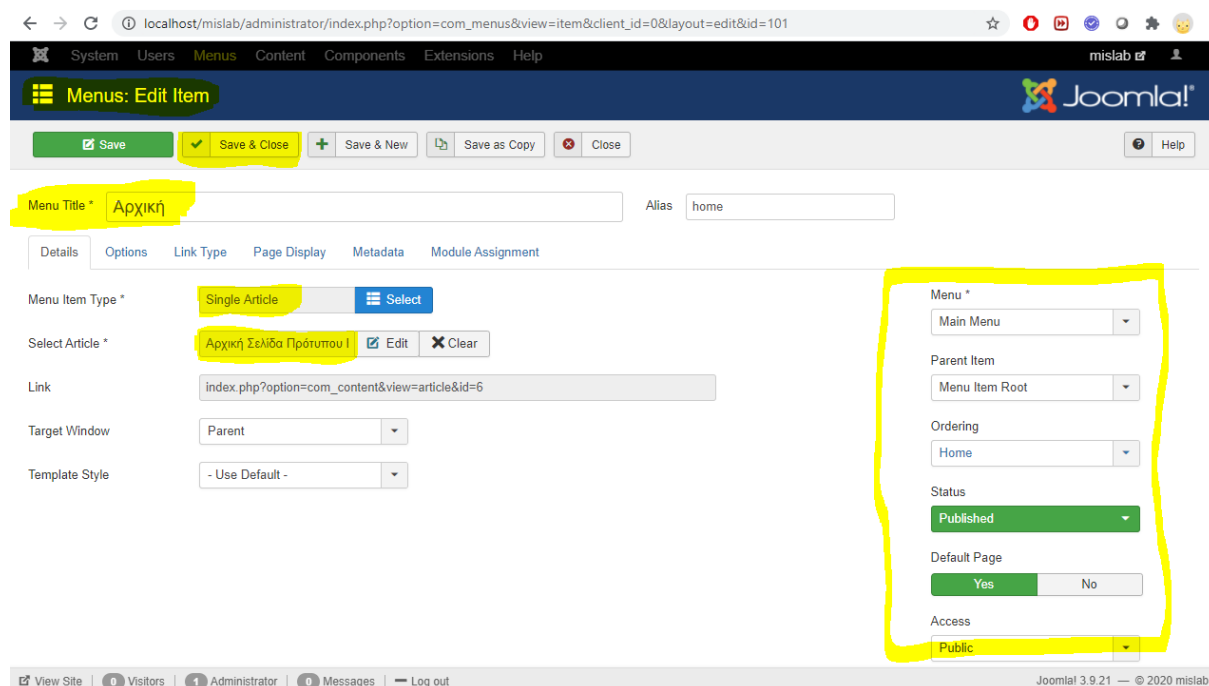 localhost/mislab/administrator/index.php?option=com_menus&view=item&client_id=0&layout=edit&id=101
System Users Menus Content Components Extensions Help mislab
Menus: Edit Item Joomla!
Save Save & Close Save & New Save as Copy Close Help
Menu Title * Αρχική Alias home
Details Options Link Type Page Display Metadata Module Assignment
Menu Item Type * Single Article Select
Select Article * Αρχική Σελίδα Πρότυπου Edit Clear
Link index.php?option=com_content&view=article&id=6
Target Window Parent
Template Style - Use Default -
Menu *
Main Menu
Parent Item
Menu Item Root
Ordering
Home
Status
Published
Default Page
Yes No
Access
Public
View Site 0 Visitors 1 Administrator 0 Messages Log out Joomla! 3.9.21 — © 2020 mislab